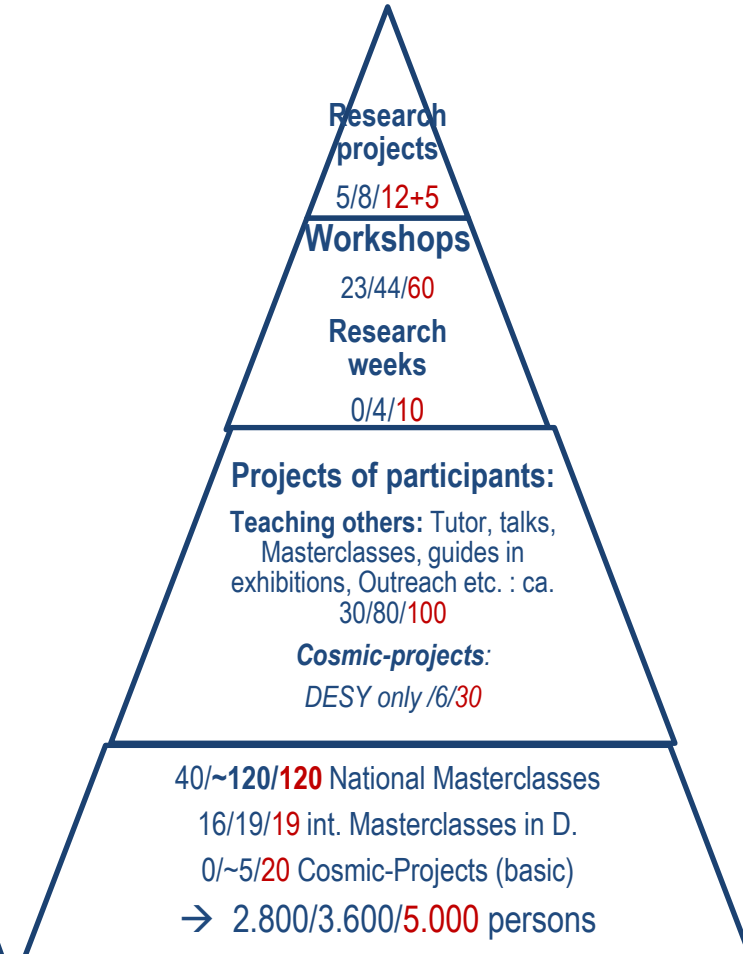 Research
projects
5/8/12+5
Workshops
23/44/60
Research
weeks
0/4/10
Projects of participants:
Teaching others: Tutor, talks,
Masterclasses, guides in
exhibitions, Outreach etc. : ca.
30/80/100
Cosmic-projects:
DESY only /6/30
40/~120/120 National Masterclasses
16/19/19 int. Masterclasses in D.
0/~5/20 Cosmic-Projects (basic)
→ 2.800/3.600/5.000 persons